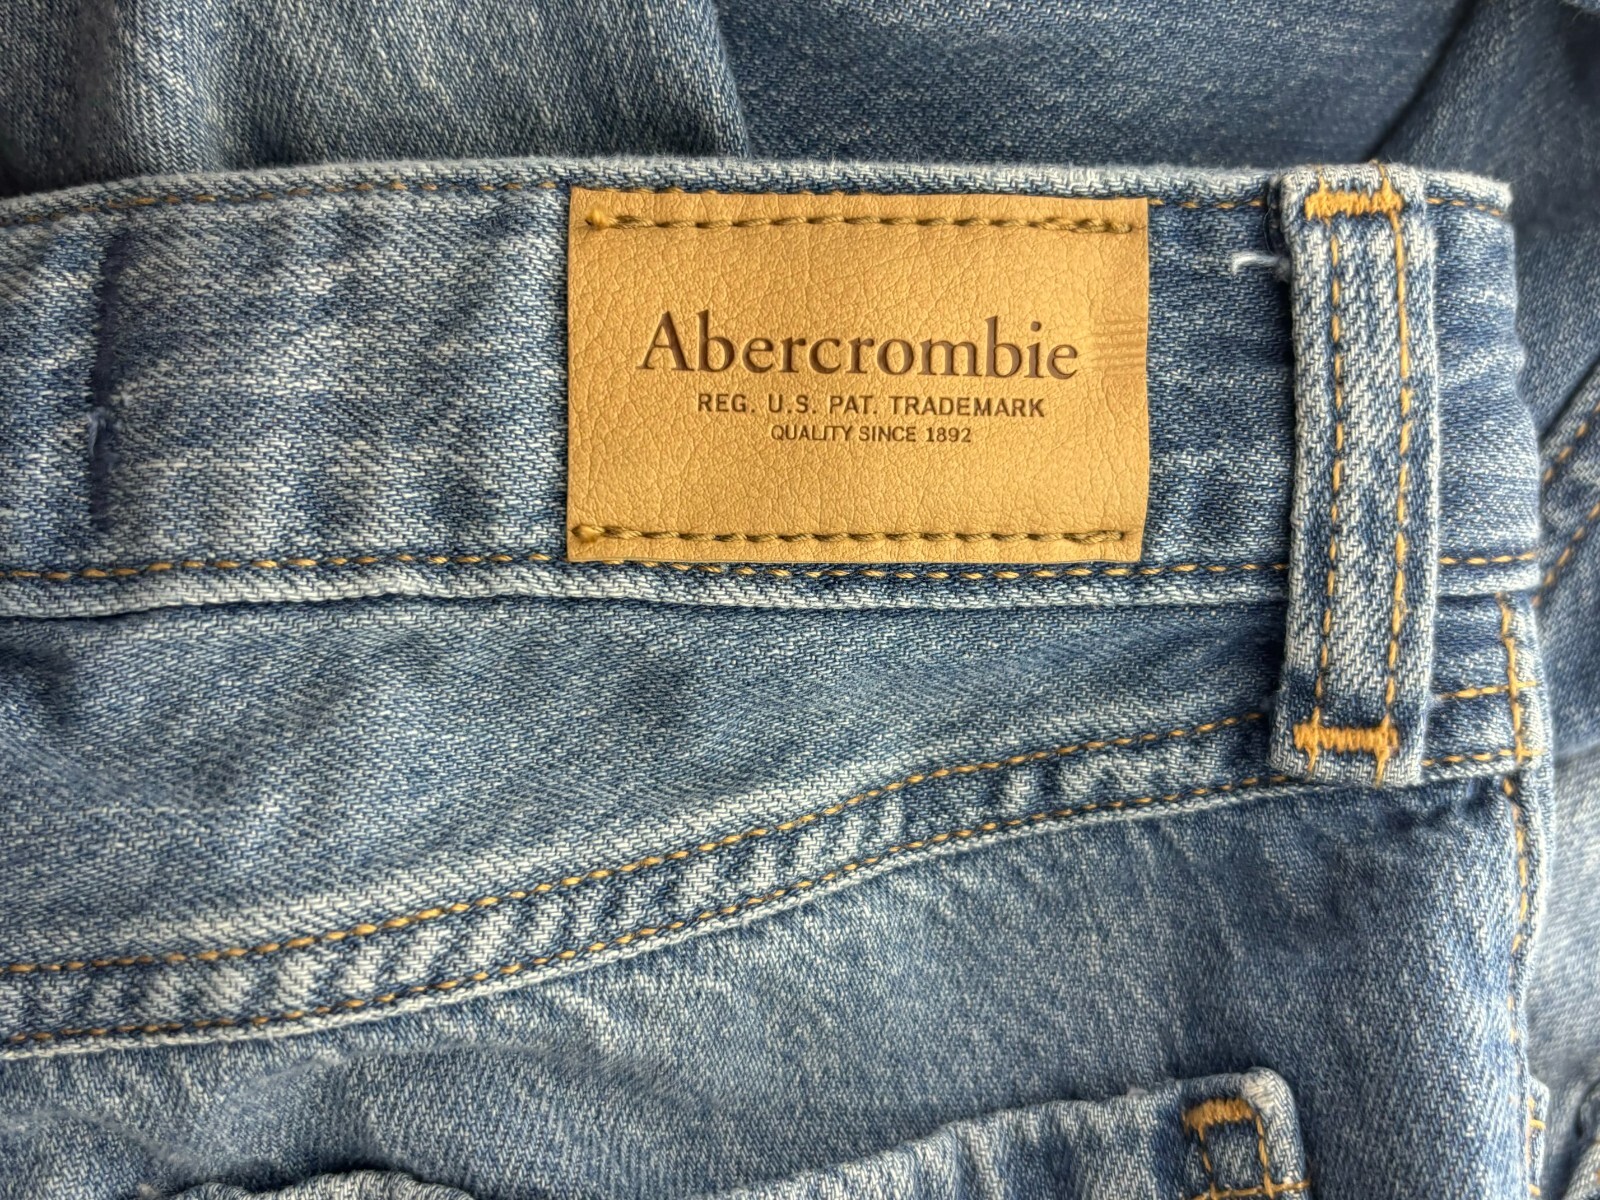 Abercrombie
REG. U.S. PAT. TRADEMARK
QUALITY SINCE 1892